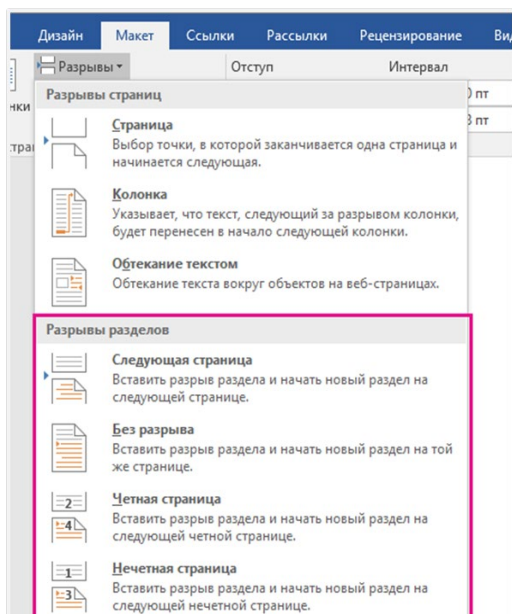 Дизайн Макет Ссылки Рассылки Рецензирование
Разрывы Отступ Интервал
Разрывы страниц
пт
пт
Страница
Выбор точки, в которой заканчивается одна страница и
начинается следующая.
Колонка
Указывает, что текст, следующий за разрывом колонки,
будет перенесен в начало следующей колонки.
Обтекание текстом
Обтекание текста вокруг объектов на веб-страницах.
Разрывы разделов
Следующая страница
Вставить разрыв раздела и начать новый раздел на
следующей странице.
Без разрыва
Вставить разрыв раздела и начать новый раздел на той
же странице.
2
4
Четная страница
Вставить разрыв раздела и начать новый раздел на
следующей четной странице.
1
3
Нечетная страница
Вставить разрыв раздела и начать новый раздел на
следующей нечетной странице.